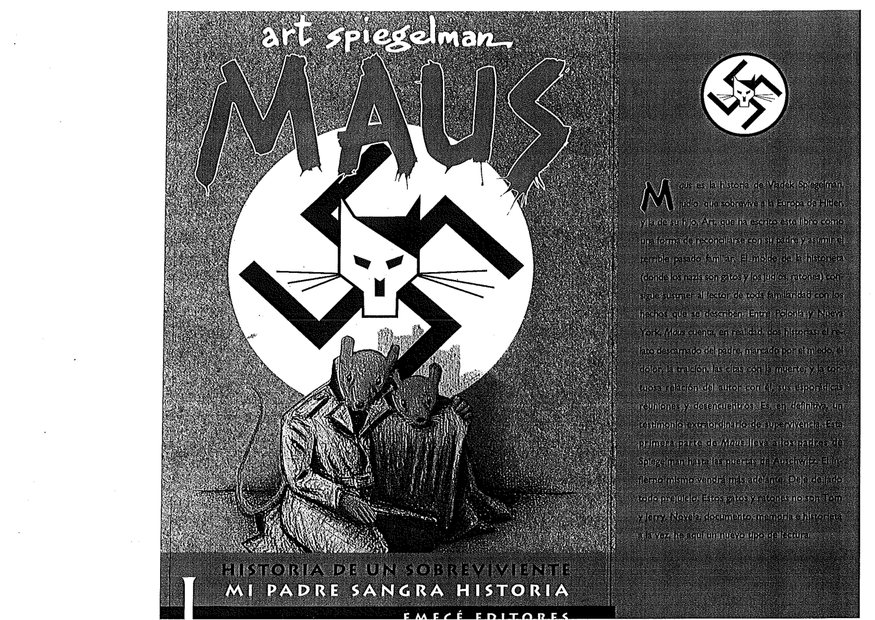 art spiegelman
MAUS
HISTORIA DE UN SOBREVIVIENTE
MI PADRE SANGRA HISTORIA
I
EMECÉ EDITORES
Maus es la historia de Vladek Spiegelman,
judío que sobrevive a la Europa de Hitler,
y la de su hijo, Art, que ha escrito este libro como
una forma de reconciliarse con su padre y asumir el
terrible pasado familiar. El molde de la historieta
(donde los nazis son gatos y los judíos, ratones) con-
sigue sustraer al lector de toda familiaridad con los
hechos que se describen. Entre Polonia y Nueva
York, Maus cuenta, en realidad, dos historias: el re-
lato descarnado del padre, marcado por el miedo, el
dolor, la traición, las citas con la muerte; y la tor-
tuosa relación del autor con él, sus esporádicas
reuniones y desencuentros. Es, en definitiva, un
testimonio extraordinario de supervivencia. Esta
primera parte de Maus lleva a los padres de
Spiegelman hasta las puertas de Auschwitz. El in-
fierno mismo vendrá más adelante. Deje de lado
todo prejuicio. Estos gatos y ratones no son Tom
y Jerry. Novela, documento, memoria e historieta
a la vez, he aquí un nuevo tipo de lectura.